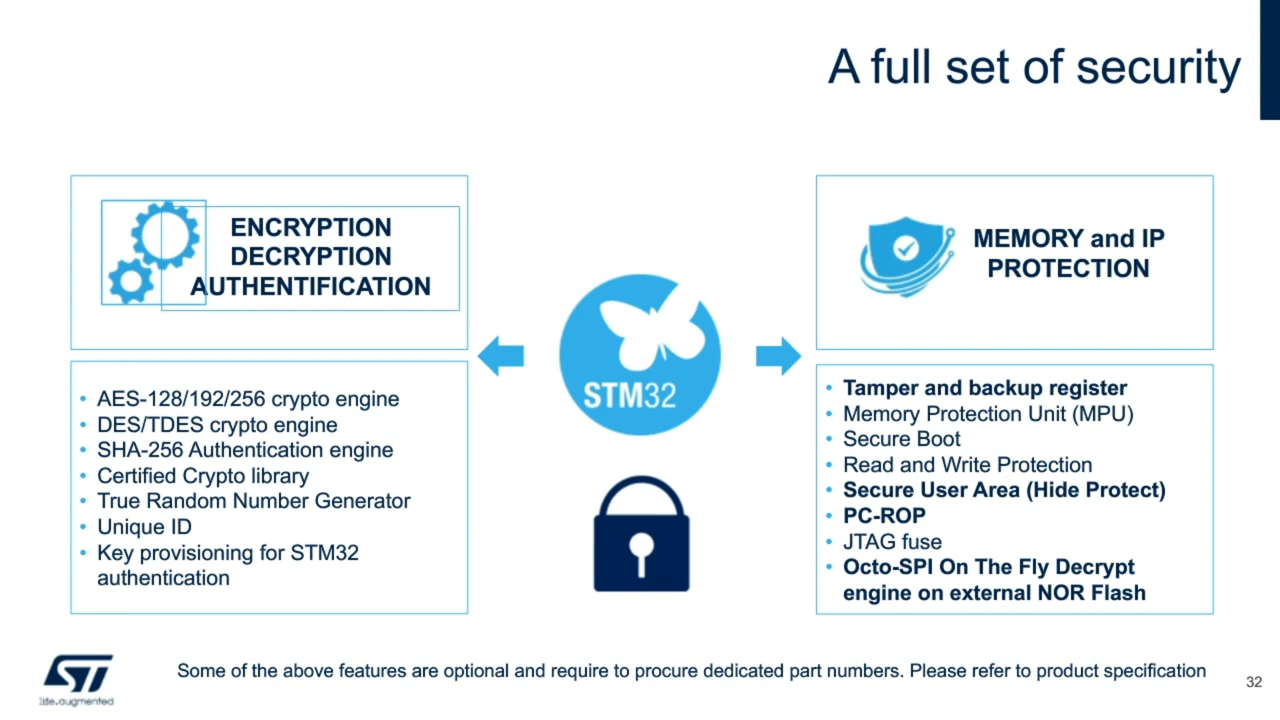 A full set of security
ENCRYPTION
DECRYPTION
AUTHENTIFICATION
• AES-128/192/256 crypto engine
• DES/TDES crypto engine
• SHA-256 Authentication engine
• Certified Crypto library
• True Random Number Generator
• Unique ID
• Key provisioning for STM32
authentication
STM32
MEMORY and IP
PROTECTION
• Tamper and backup register
• Memory Protection Unit (MPU)
• Secure Boot
• Read and Write Protection
• Secure User Area (Hide Protect)
• PC-ROP
• JTAG fuse
• Octo-SPI On The Fly Decrypt
engine on external NOR Flash
ST
life.augmented
Some of the above features are optional and require to procure dedicated part numbers. Please refer to product specification
32